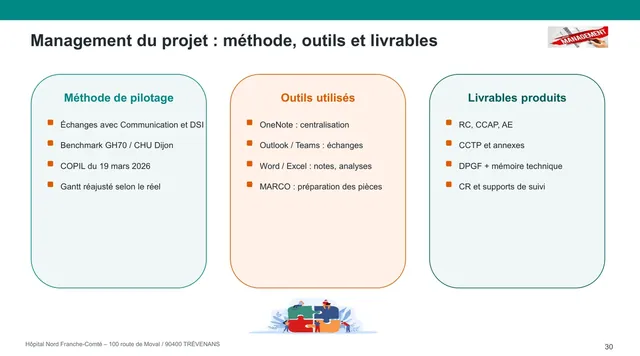 Management du projet : méthode, outils et livrables
MANAGEMENT
Méthode de pilotage
Échanges avec Communication et DSI
Benchmark GH70 / CHU Dijon
COPIL du 19 mars 2026
Gantt réajusté selon le réel
Outils utilisés
OneNote : centralisation
Outlook / Teams : échanges
Word / Excel : notes, analyses
MARCO : préparation des pièces
Livrables produits
RC, CCAP, AE
CCTP et annexes
DPGF + mémoire technique
CR et supports de suivi
Hôpital Nord Franche-Comté – 100 route de Moval / 90400 TRÉVENANS
30